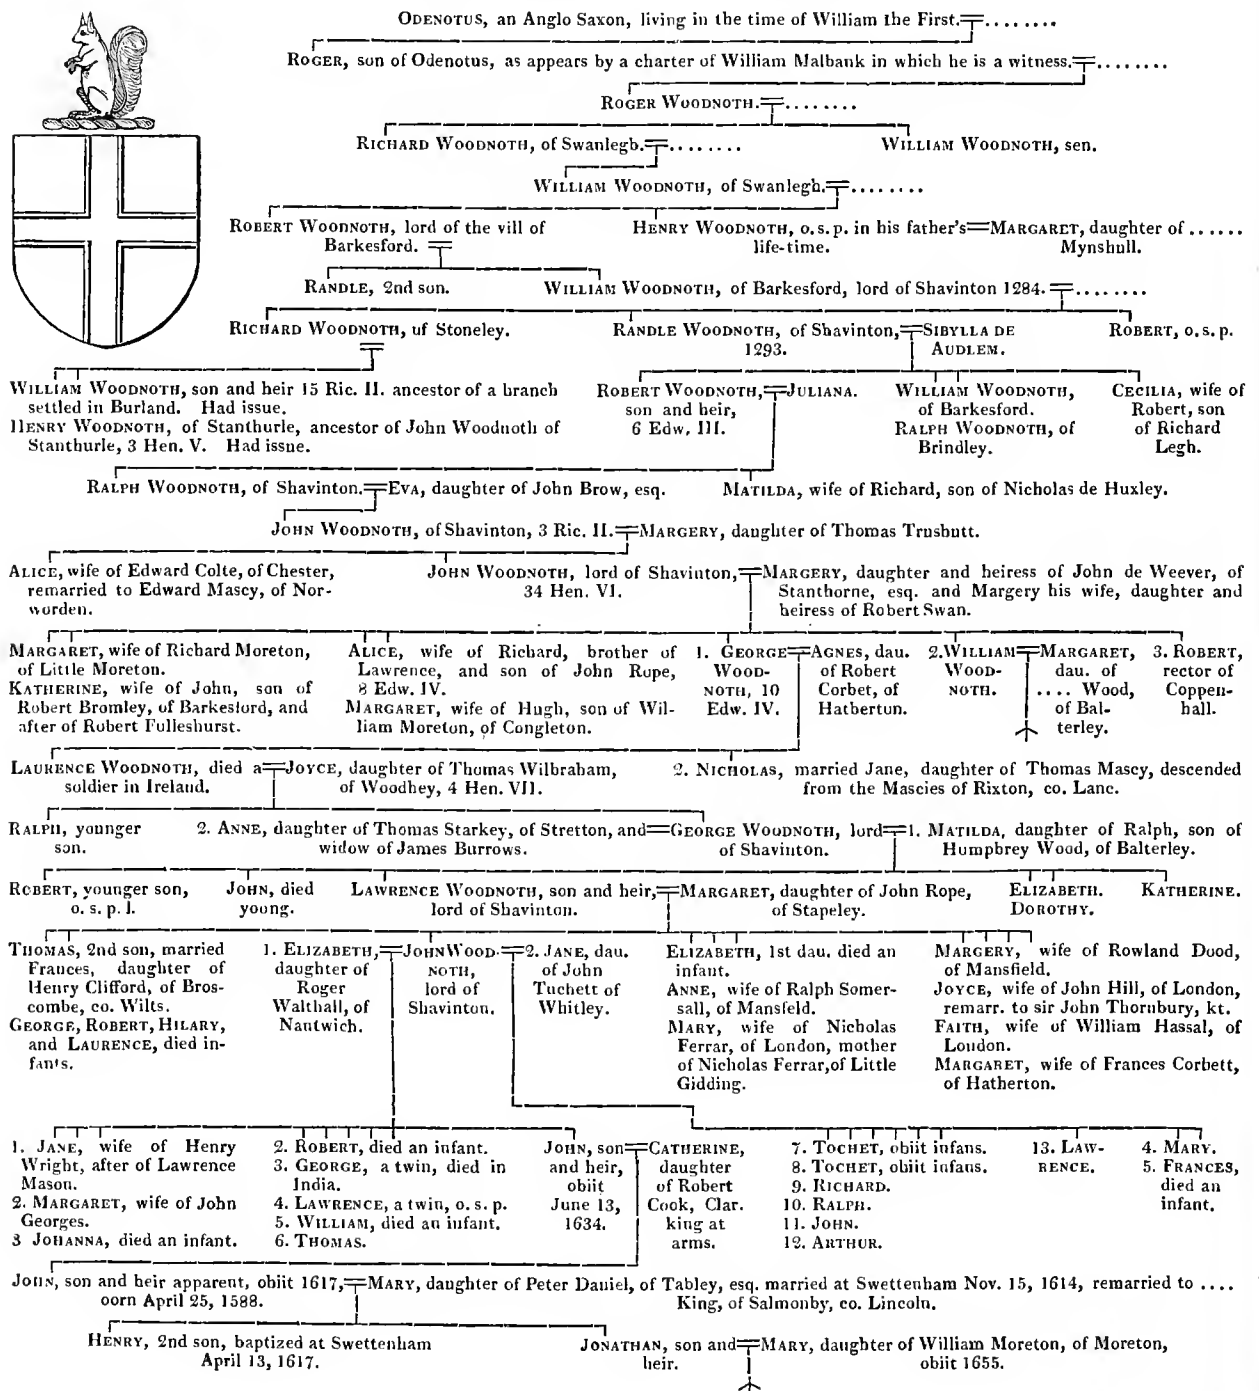 ODENOTUS, an Anglo Saxon, living in the time of William the First.=........
ROGER, son of Odenotus, as appears by a charter of William Malbank in which he is a witness.=........
ROGER WOODNOTH.=........
RICHARD WOODNOTH, of Swanlegb.=........
WILLIAM WOODNOTH, sen.
WILLIAM WOODNOTH, of Swanlegh.=........
ROBERT WOODNOTH, lord of the vill of
Barkesford. =
HENRY WOODNOTH, o. s. p. in his father's=MARGARET, daughter of ......
life-time.
Mynshull.
RANDLE, 2nd son.
WILLIAM WOODNOTH, of Barkesford, lord of Shavinton 1284.=........
RICHARD WOODNOTH, uf Stoneley.
RANDLE WOODNOTH, of Shavinton,=SIBYLLA DE
1293.
AUDLEM.
ROBERT, o. s. p.
WILLIAM WOODNOTH, son and heir 15 Ric. II. ancestor of a branch
settled in Burland. Had issue.
HENRY WOODNOTH, of Stanthurle, ancestor of John Woodnoth of
Stanthurle, 3 Hen. V. Had issue.
ROBERT WOODNOTH,=JULIANA.
son and heir,
6 Edw. III.
WILLIAM WOODNOTH,
of Barkesford.
RALPH WOODNOTH, of
Brindley.
CECILIA, wife of
Robert, son
of Richard
Legh.
RALPH WOODNOTH, of Shavinton.=EVA, daughter of John Brow, esq.
MATILDA, wife of Richard, son of Nicholas de Huxley.
JOHN WOODNOTH, of Shavinton, 3 Ric. II.=MARGERY, daughter of Thomas Trusbutt.
ALICE, wife of Edward Colte, of Chester,
remarried to Edward Mascy, of Nor-
worden.
JOHN WOODNOTH, lord of Shavinton,=MARGERY, daughter and heiress of John de Weever, of
34 Hen. VI.
Stanthorne, esq. and Margery his wife, daughter and
heiress of Robert Swan.
MARGARET, wife of Richard Moreton,
of Little Moreton.
KATHERINE, wife of John, son of
Robert Bromley, of Barkesford, and
after of Robert Fulleshurst.
ALICE, wife of Richard, brother of
Lawrence, and son of John Rope,
8 Edw. IV.
MARGARET, wife of Hugh, son of Wil-
liam Moreton, of Congleton.
1. GEORGE=AGNES, dau.
WOOD-
NOTH, 10
Edw. IV.
of Robert
Corbet, of
Hatbertun.
2. WILLIAM=MARGARET,
WOOD-
NOTH.
dau. of
.... Wood,
of Bal-
terley.
3. ROBERT,
rector of
Coppen-
hall.
LAURENCE WOODNOTH, died a=JOYCE, daughter of Thomas Wilbraham,
soldier in Ireland.
of Woodhey, 4 Hen. VII.
2. NICHOLAS, married Jane, daughter of Thomas Mascy, descended
from the Mascies of Rixton, co. Lanc.
RALPH, younger
son.
2. ANNE, daughter of Thomas Starkey, of Stretton, and=GEORGE WOODNOTH, lord=1. MATILDA, daughter of Ralph, son of
widow of James Burrows.
of Shavinton.
Humpbrey Wood, of Balterley.
ROBERT, younger son,
o. s. p. l.
JOHN, died
young.
LAWRENCE WOODNOTH, son and heir,=MARGARET, daughter of John Rope,
lord of Shavinton.
of Stapeley.
ELIZABETH.
DOROTHY.
KATHERINE.
THOMAS, 2nd son, married
Frances, daughter of
Henry Clifford, of Bros-
combe, co. Wilts.
GEORGE, ROBERT, HILARY,
and LAURENCE, died in-
fants.
1. ELIZABETH,=JOHN WOOD-=2. JANE, dau.
daughter of
Roger
Walthall, of
Nantwich.
NOTH,
lord of
Shavinton.
of John
Tuchett of
Whitley.
ELIZABETH, 1st dau. died an
infant.
ANNE, wife of Ralph Somer-
sall, of Mansfeld.
MARY, wife of Nicholas
Ferrar, of London, mother
of Nicholas Ferrar, of Little
Gidding.
MARGERY, wife of Rowland Duod,
of Mansfield.
JOYCE, wife of John Hill, of London,
remarr. to sir John Thornbury, kt.
FAITH, wife of William Hassal, of
London.
MARGARET, wife of Frances Corbett,
of Hatherton.
1. JANE, wife of Henry
Wright, after of Lawrence
Mason.
2. MARGARET, wife of John
Georges.
3 JOHANNA, died an infant.
2. ROBERT, died an infant.
3. GEORGE, a twin, died in
India.
4. LAWRENCE, a twin, o. s. p.
5. WILLIAM, died an infant.
6. THOMAS.
JOHN, son=CATHERINE,
and heir,
obiit
June 13,
1634.
daughter
of Robert
Cook, Clar.
king at
arms.
7. TOCHET, obiit infans.
8. TOCHET, obiit infans.
9. RICHARD.
10. RALPH.
11. JOHN.
12. ARTHUR.
13. LAW-
RENCE.
4. MARY.
5. FRANCES,
died an
infant.
JOHN, son and heir apparent, obiit 1617,=MARY, daughter of Peter Daniel, of Tabley, esq. married at Swettenham Nov. 15, 1614, remarried to ....
oorn April 25, 1588.
King, of Salmonby, co. Lincoln.
HENRY, 2nd son, baptized at Swettenham
April 13, 1617.
JONATHAN, son and=MARY, daughter of William Moreton, of Moreton,
heir.
obiit 1655.